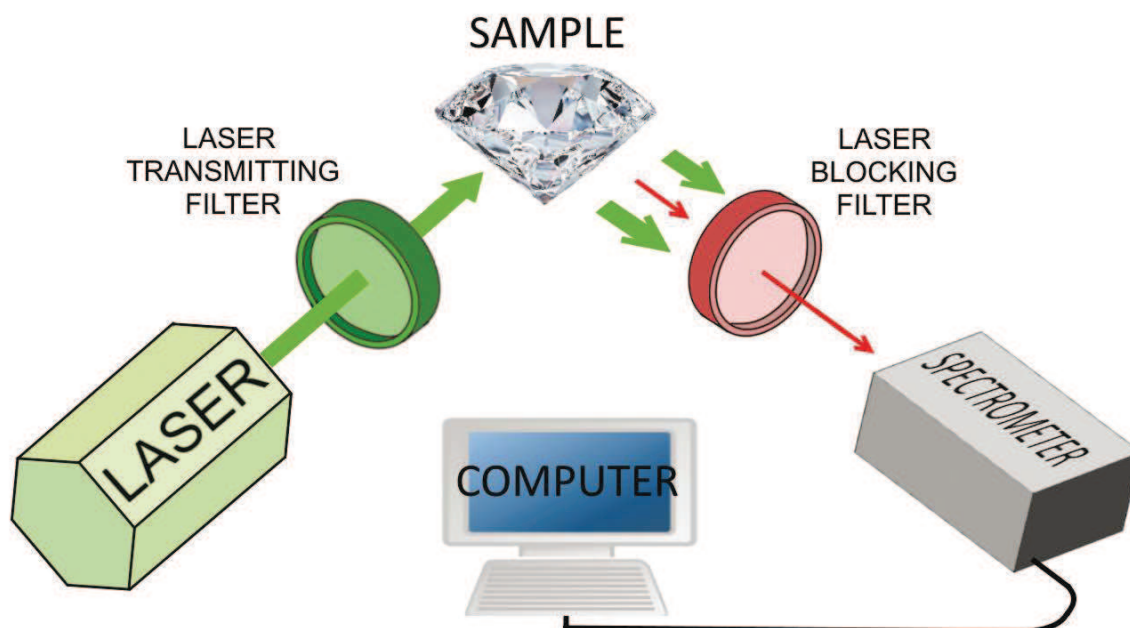 SAMPLE
LASER
TRANSMITTING
FILTER
LASER
BLOCKING
FILTER
LASER
SPECTROMETER
COMPUTER